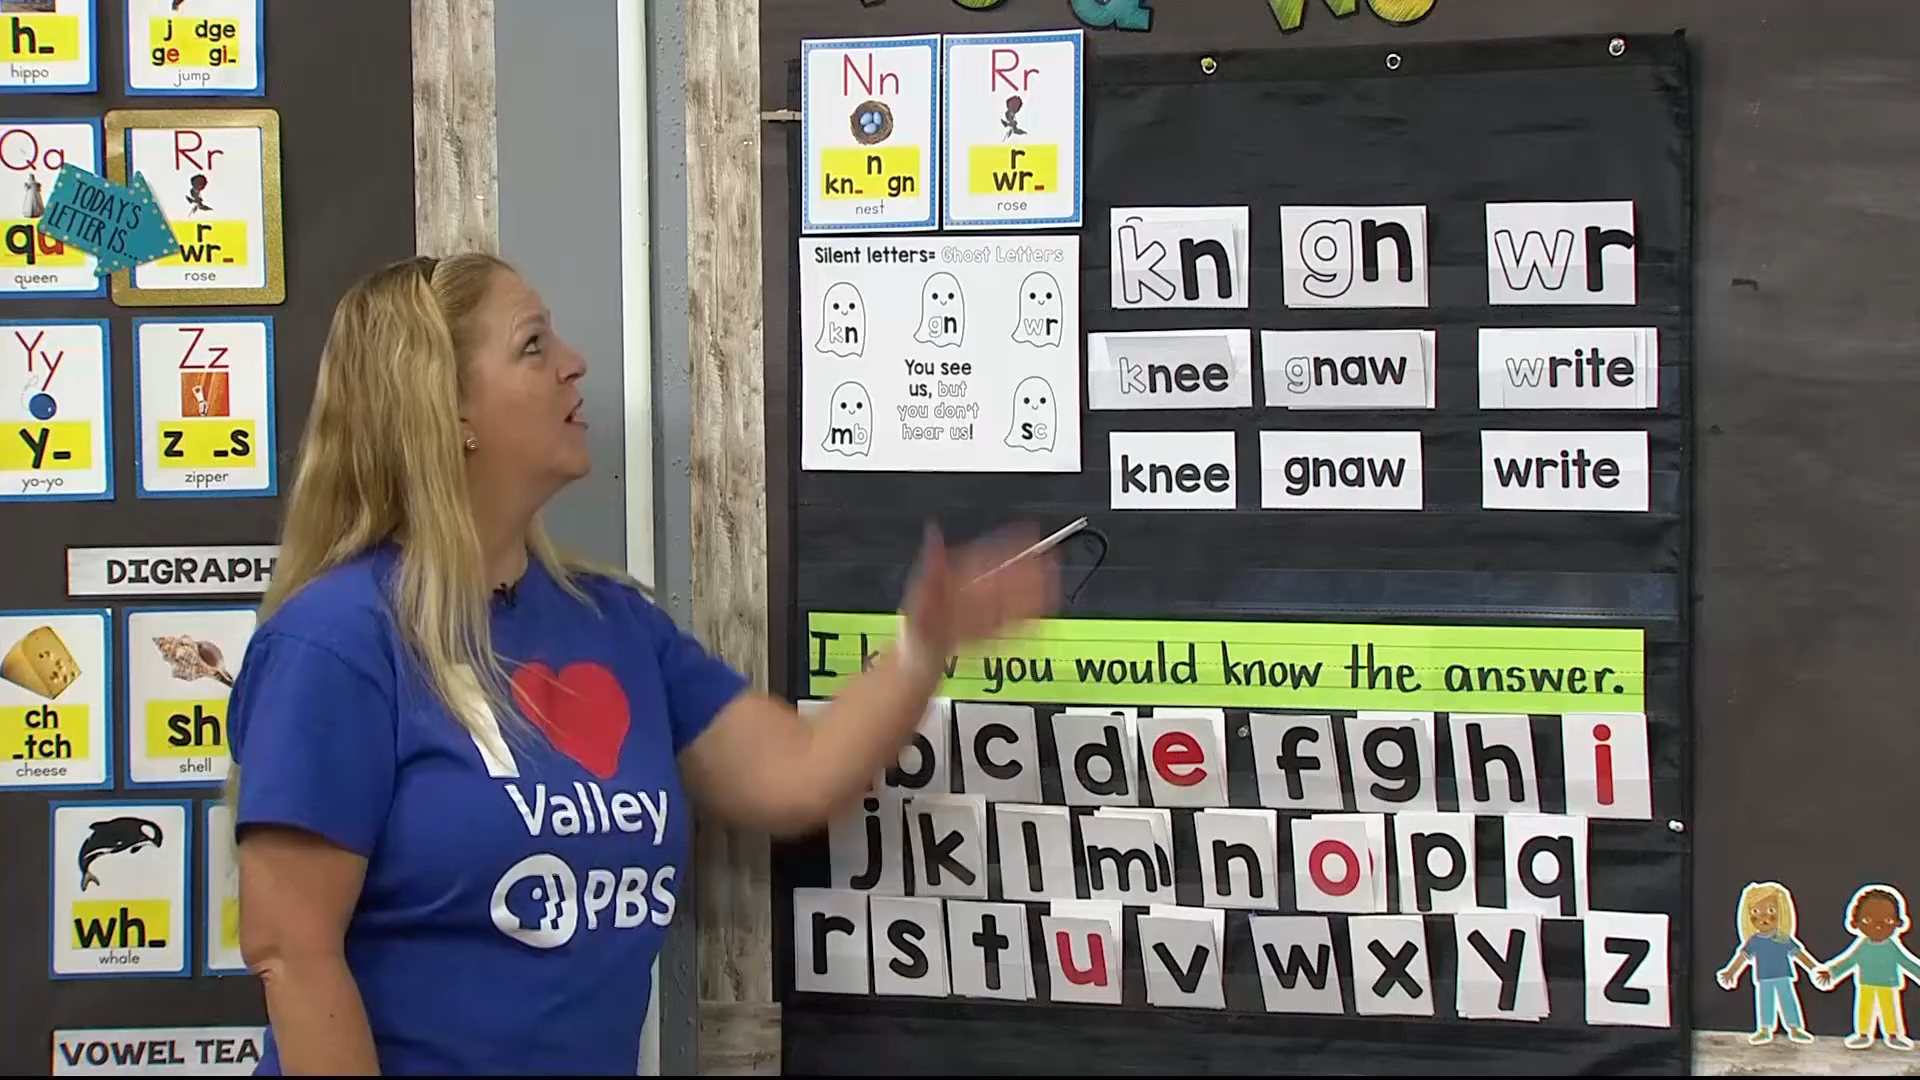 h_
hippo
j dge
ge gi_
jump
Qq
qu
queen
Rr
r
wr_
rose
TODAY'S
LETTER IS...
Yy
y_
yo-yo
Zz
z _s
zipper
DIGRAPH
ch
_tch
cheese
sh
shell
wh_
whale
VOWEL TEA
I
Valley
PBS
Nn
n
kn_ gn
nest
Rr
r
wr_
rose
Silent letters= Ghost Letters
kn gn wr
You see
us, but
you don't
hear us!
mb sc
kn gn wr
knee gnaw write
knee gnaw write
I you would know the answer.
b c d e f g h i
j k l m n o p q
r s t u v w x y z